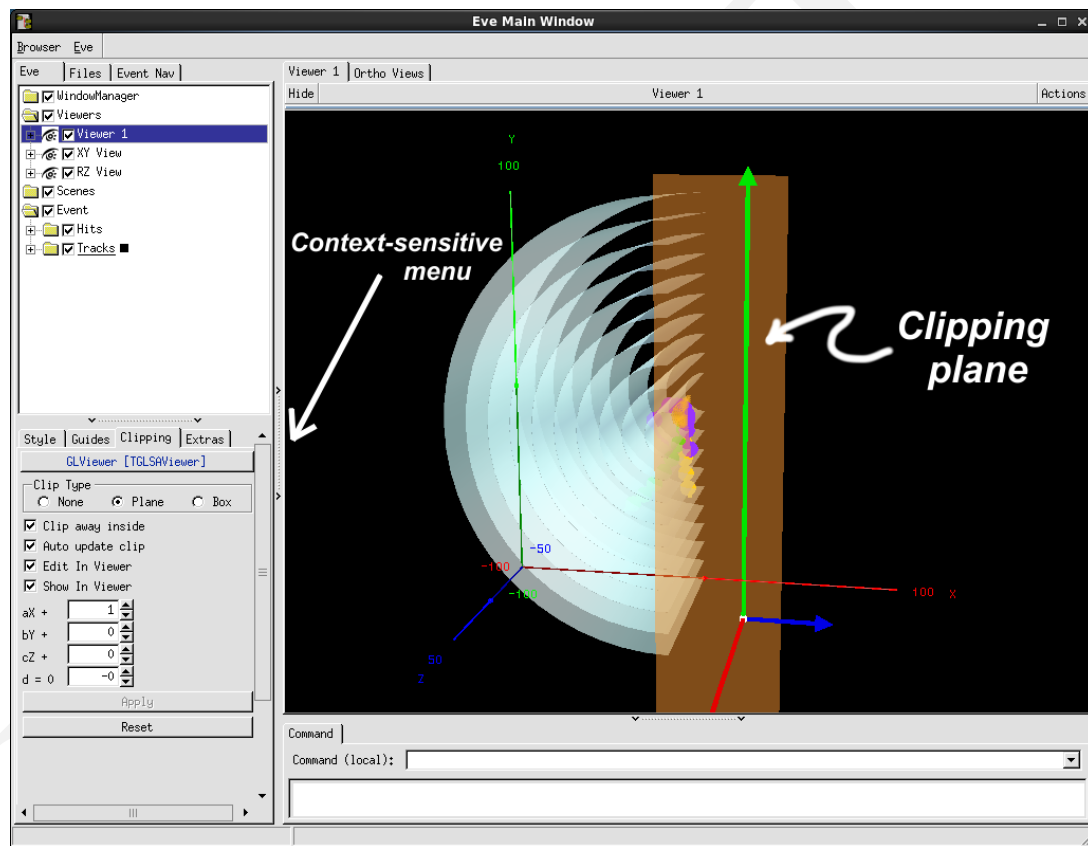 Eve Main Window
Browser Eve
Eve Files Event Nav
WindowManager
Viewers
Viewer 1
XY View
RZ View
Scenes
Event
Hits
Tracks
Style Guides Clipping Extras
GLViewer [TGLSAViewer]
Clip Type
None Plane Box
Clip away inside
Auto update clip
Edit In Viewer
Show In Viewer
aX + 1
bY + 0
cZ + 0
d = 0 -0
Apply
Reset
Viewer 1 Ortho Views
Hide Viewer 1 Actions
Y
100
Context-sensitive
menu
Clipping
plane
-50
-100
-100
100 X
50
Z
Command
Command (local):